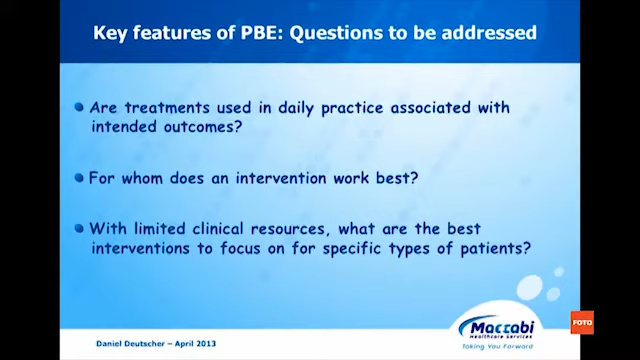 Key features of PBE: Questions to be addressed
Are treatments used in daily practice associated with
intended outcomes?
For whom does an intervention work best?
With limited clinical resources, what are the best
interventions to focus on for specific types of patients?
Maccabi
Healthcare Services
Taking You Forward
FOTO
Daniel Deutscher – April 2013